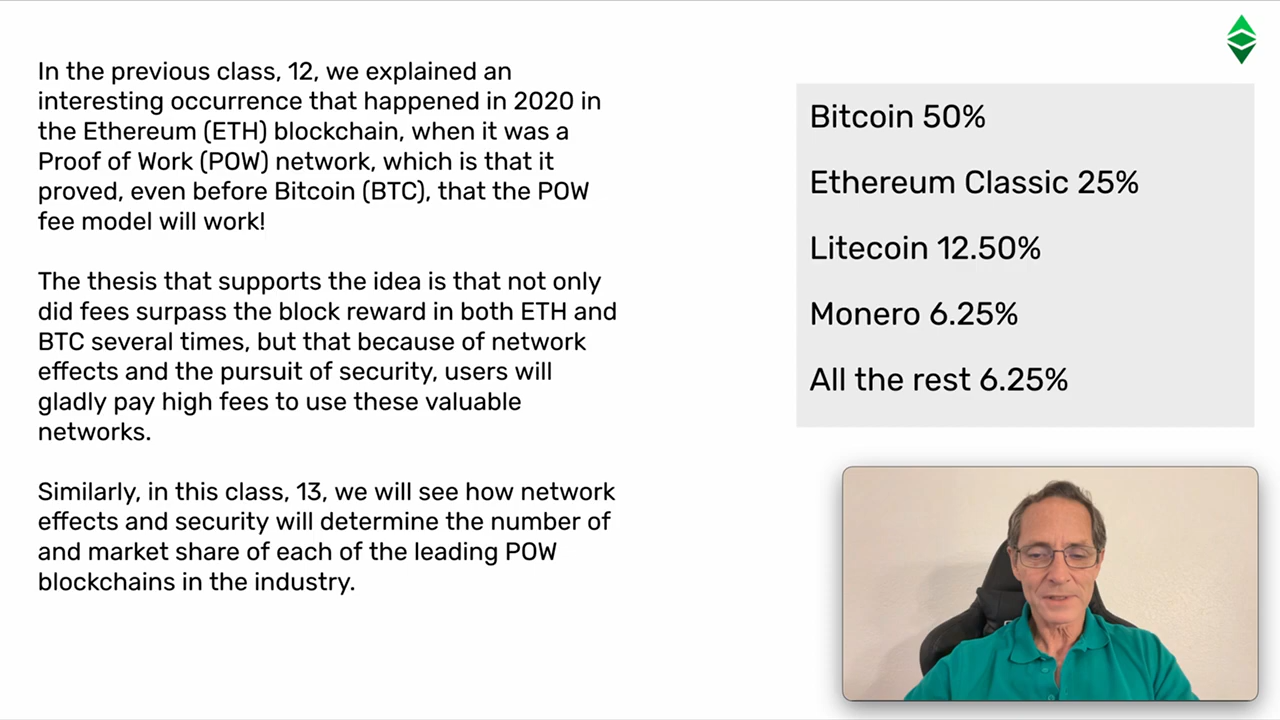 In the previous class, 12, we explained an
interesting occurrence that happened in 2020 in
the Ethereum (ETH) blockchain, when it was a
Proof of Work (POW) network, which is that it
proved, even before Bitcoin (BTC), that the POW
fee model will work!
The thesis that supports the idea is that not only
did fees surpass the block reward in both ETH and
BTC several times, but that because of network
effects and the pursuit of security, users will
gladly pay high fees to use these valuable
networks.
Similarly, in this class, 13, we will see how network
effects and security will determine the number of
and market share of each of the leading POW
blockchains in the industry.
Bitcoin 50%
Ethereum Classic 25%
Litecoin 12.50%
Monero 6.25%
All the rest 6.25%